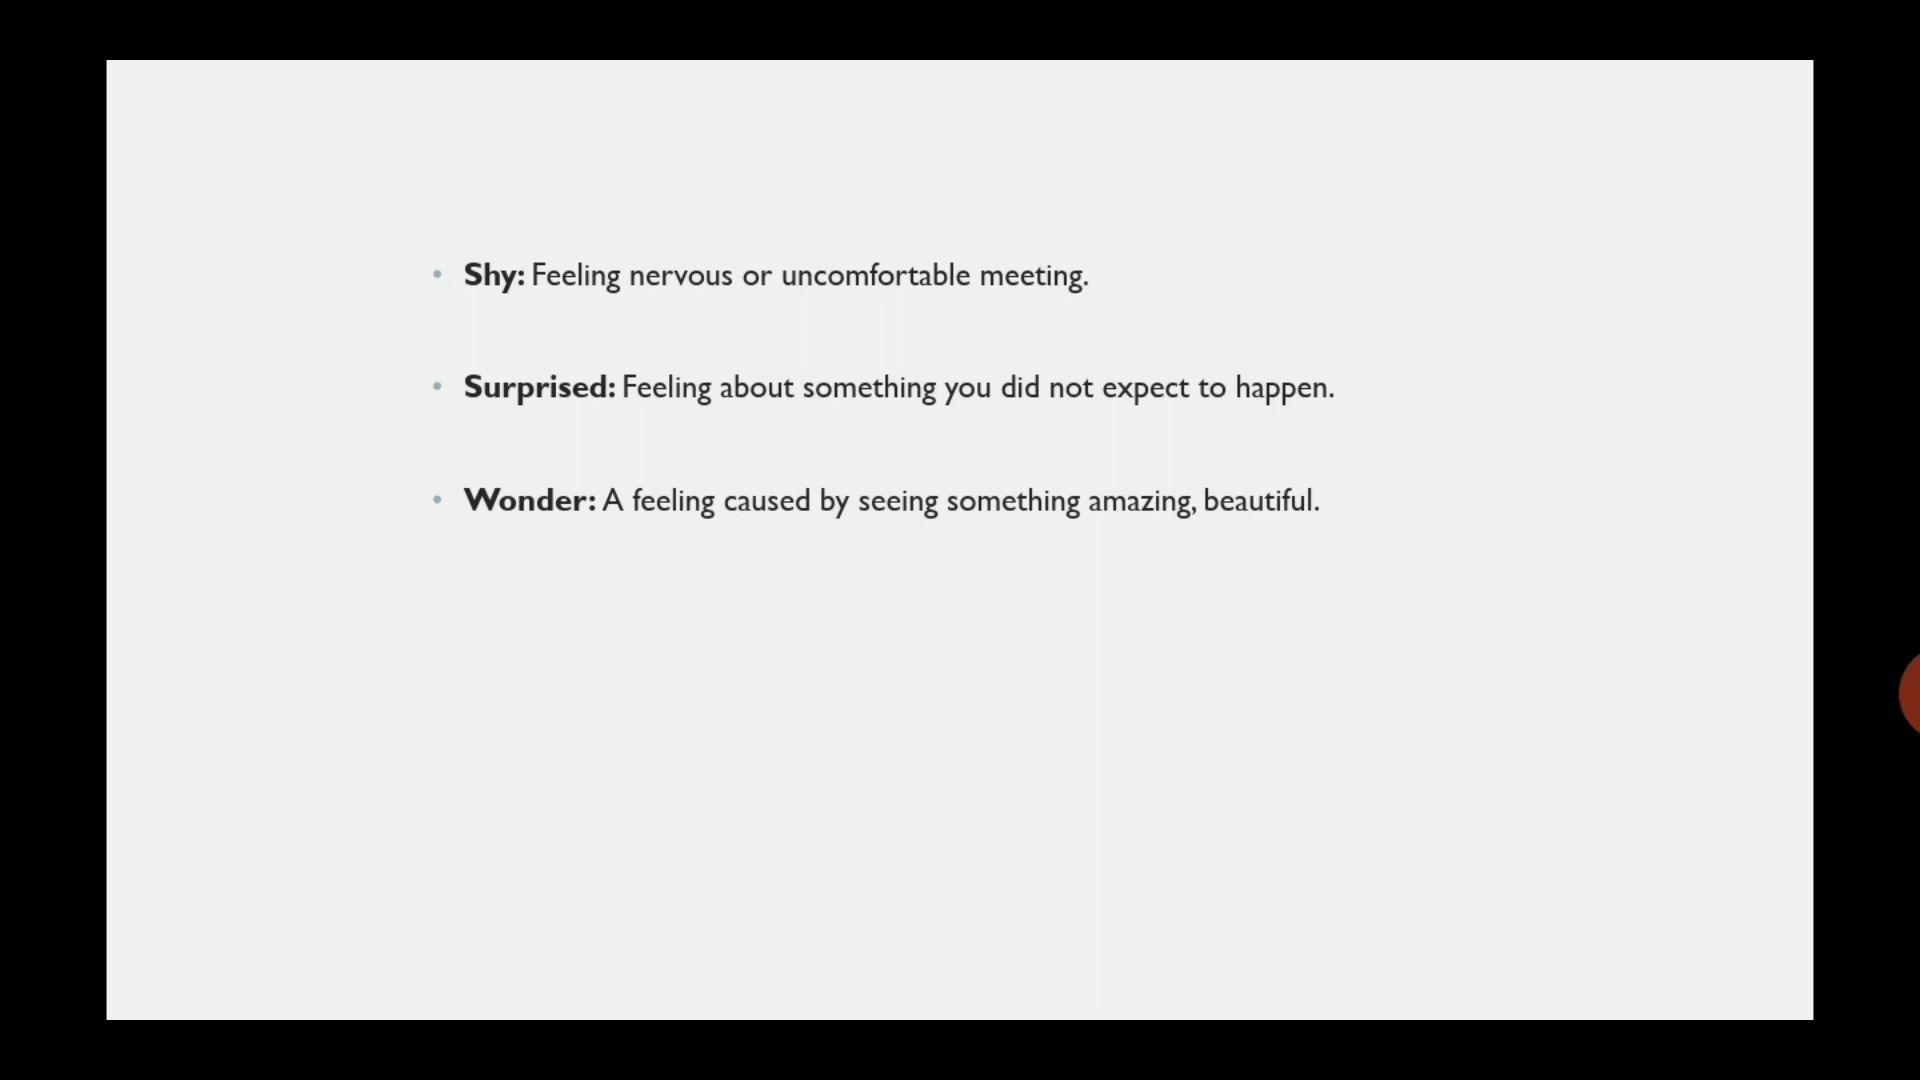 • Shy: Feeling nervous or uncomfortable meeting.
• Surprised: Feeling about something you did not expect to happen.
• Wonder: A feeling caused by seeing something amazing, beautiful.